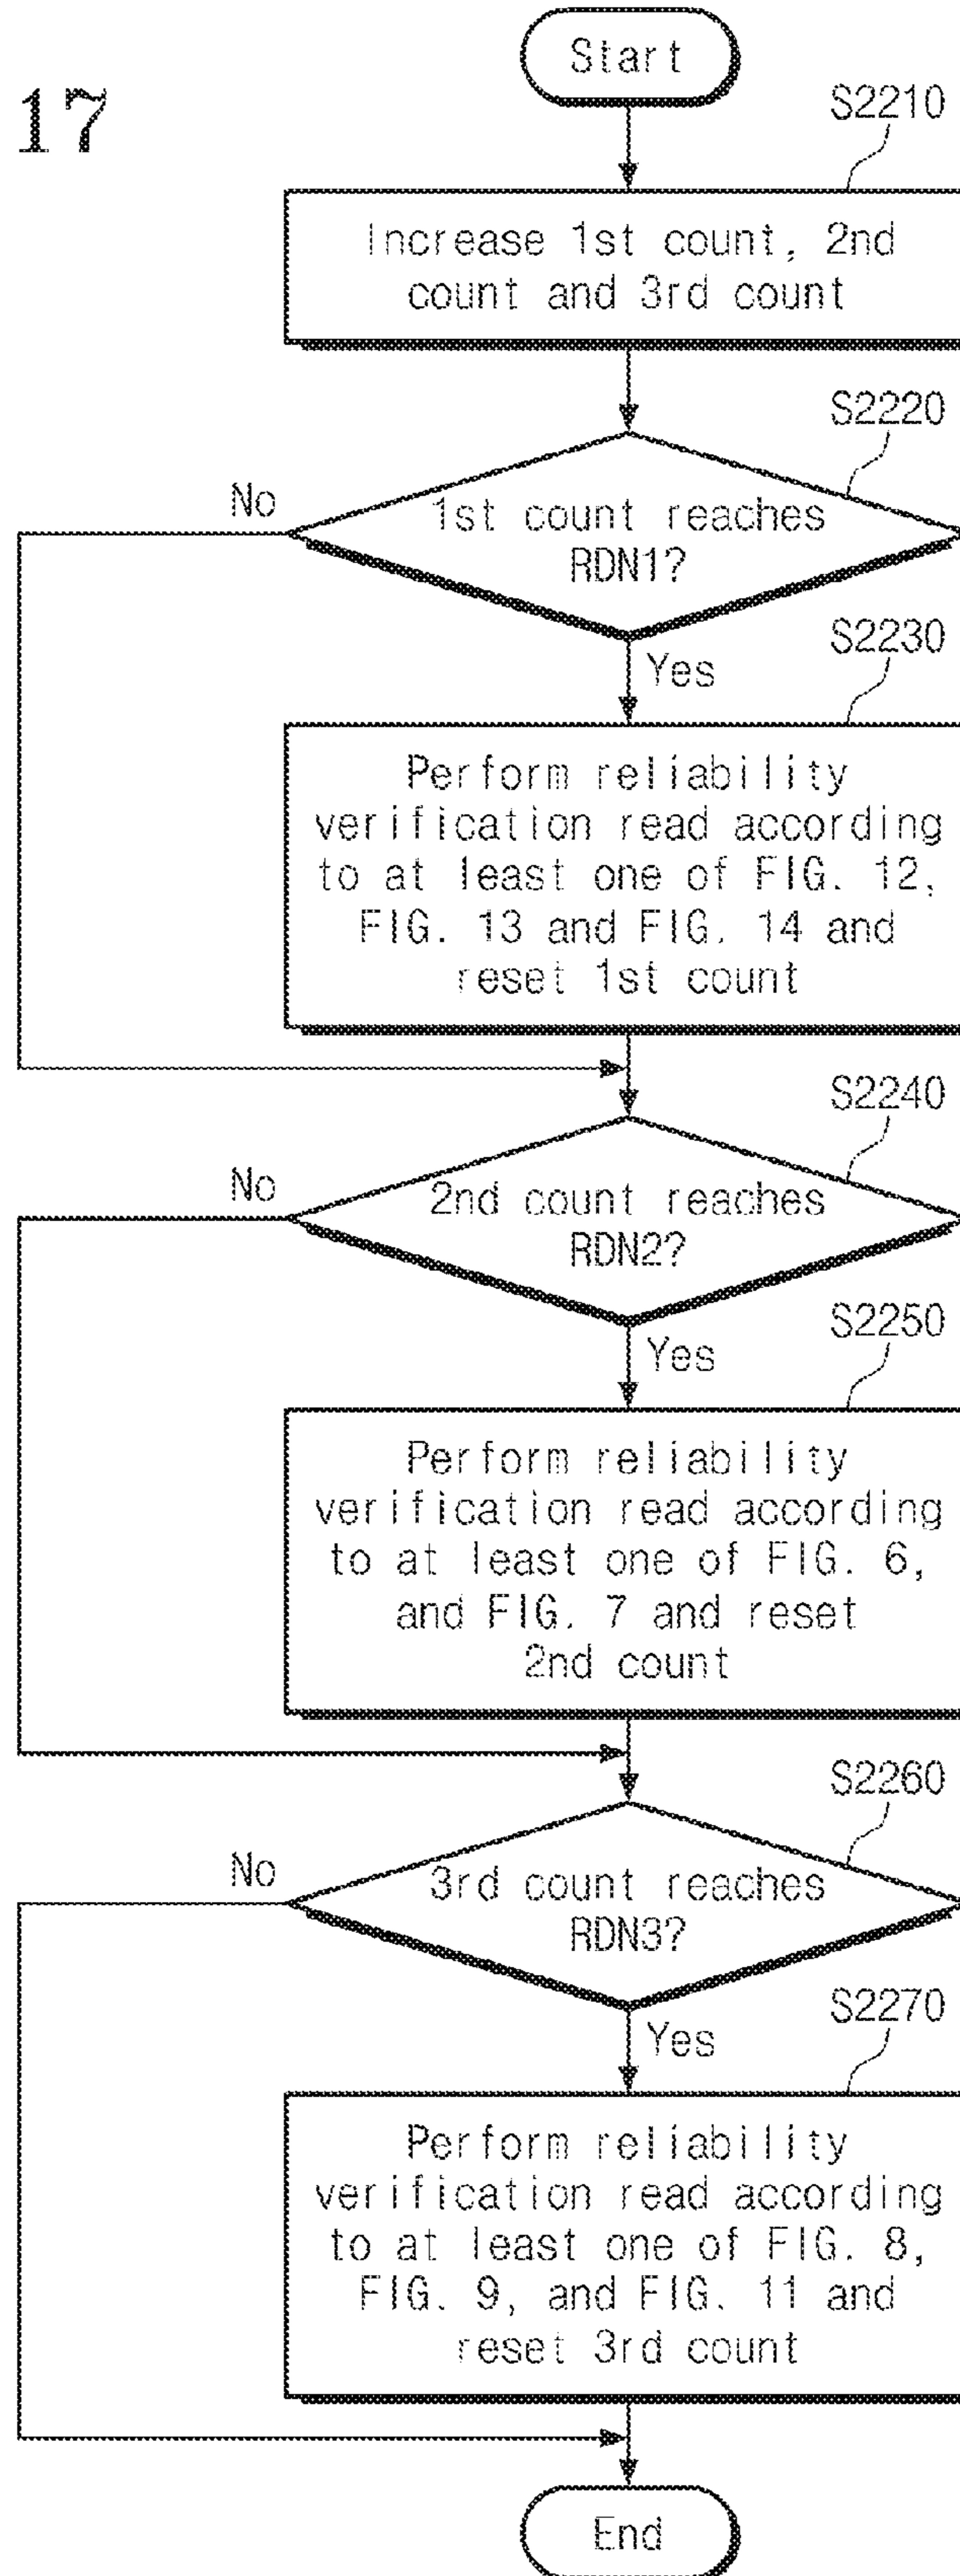 17
Start
S2210
Increase 1st count, 2nd
count and 3rd count
S2220
No
1st count reaches
RDN1?
Yes
S2230
Perform reliability
verification read according
to at least one of FIG. 12,
FIG. 13 and FIG. 14 and
reset 1st count
S2240
No
2nd count reaches
RDN2?
Yes
S2250
Perform reliability
verification read according
to at least one of FIG. 6,
and FIG. 7 and reset
2nd count
S2260
No
3rd count reaches
RDN3?
Yes
S2270
Perform reliability
verification read according
to at least one of FIG. 8,
FIG. 9, and FIG. 11 and
reset 3rd count
End